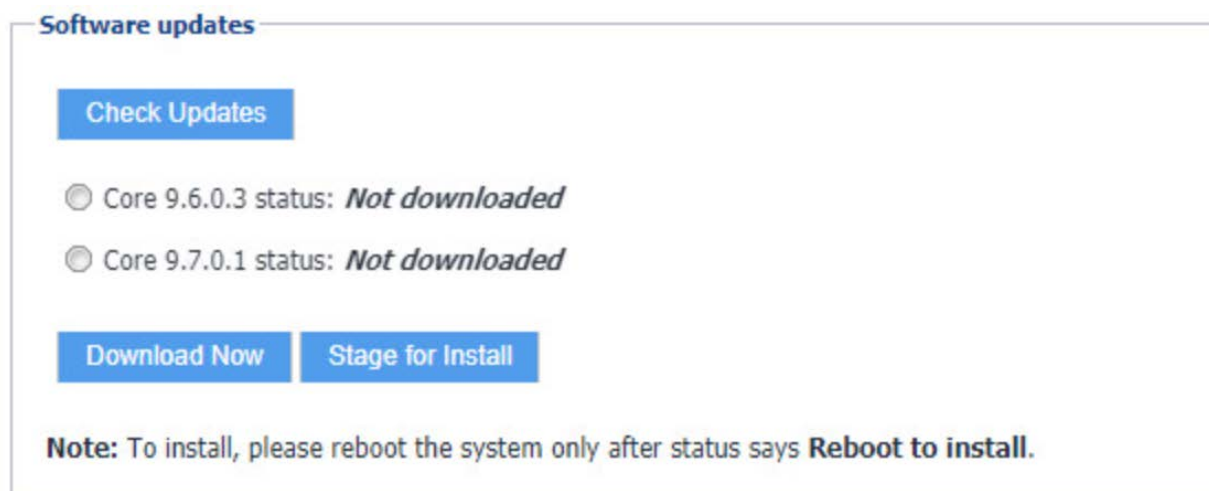 Software updates
Check Updates
Core 9.6.0.3 status: Not downloaded
Core 9.7.0.1 status: Not downloaded
Download Now Stage for Install
Note: To install, please reboot the system only after status says Reboot to install.